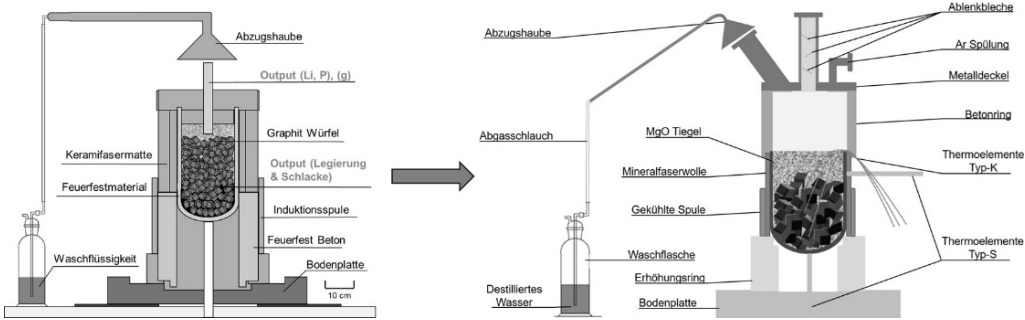 Abzugshaube
Output (Li, P), (g)
Graphit Würfel
Keramifasermatte
Output (Legierung
& Schlacke)
Feuerfestmaterial
Induktionsspule
Feuerfest Beton
Waschflüssigkeit
Bodenplatte
10 cm
Ablenkbleche
Abzugshaube
Ar Spülung
Metalldeckel
Betonring
Abgasschlauch
MgO Tiegel
Thermoelemente
Typ-K
Mineralfaserwolle
Gekühlte Spule
Thermoelemente
Typ-S
Waschflasche
Erhöhungsring
Destilliertes
Wasser
Bodenplatte